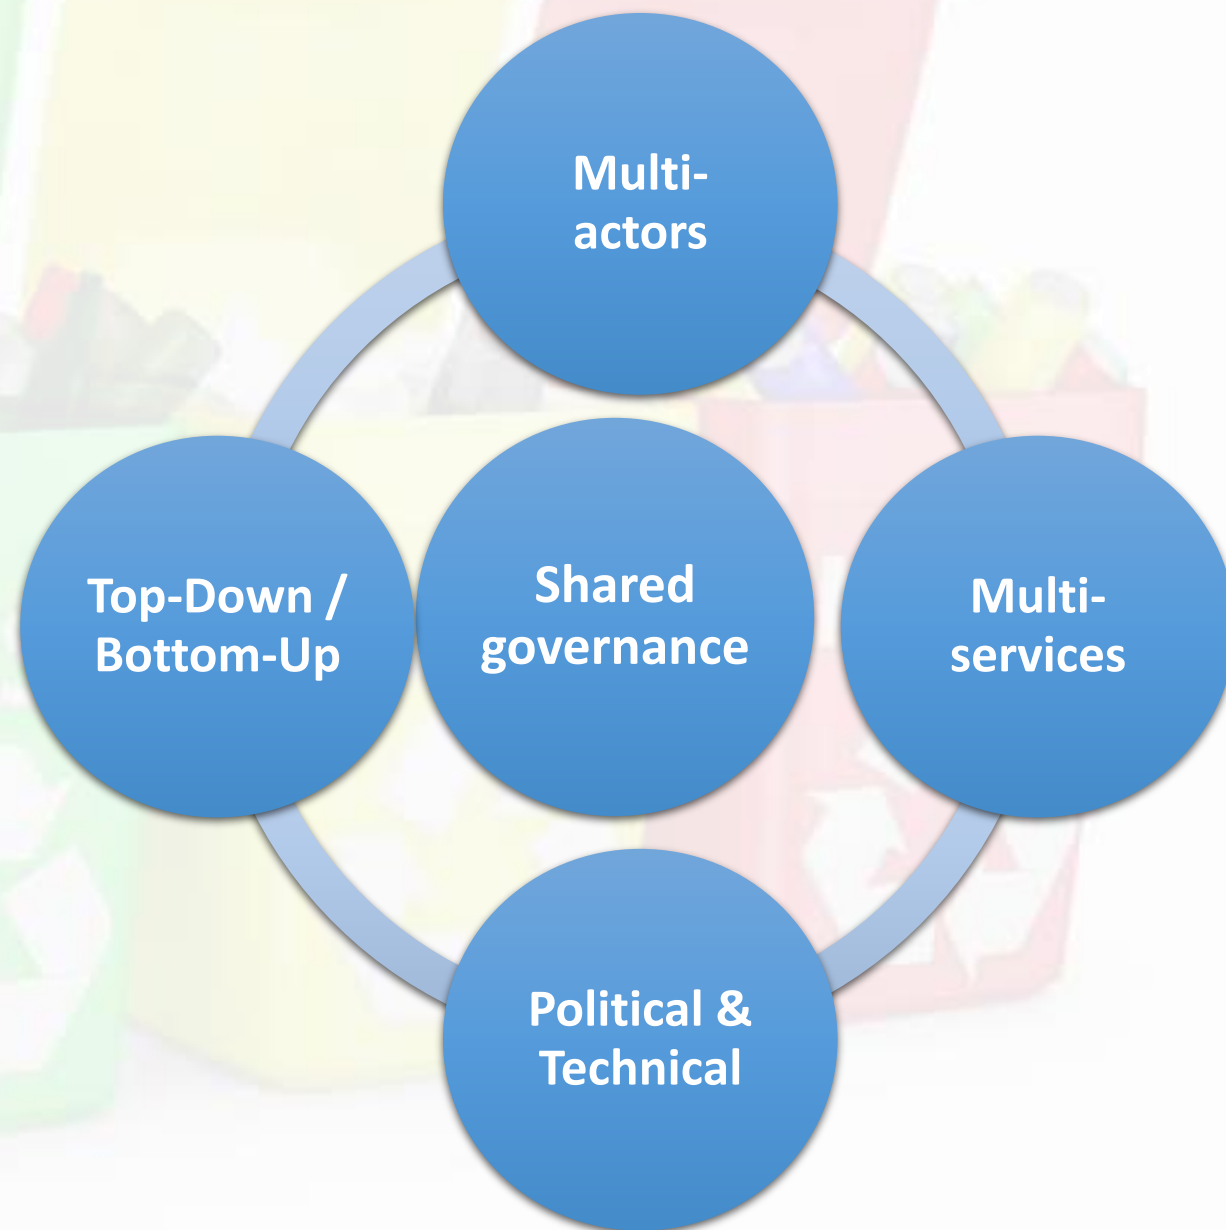 Multi-
actors
Top-Down /
Bottom-Up
Shared
governance
Multi-
services
Political &
Technical